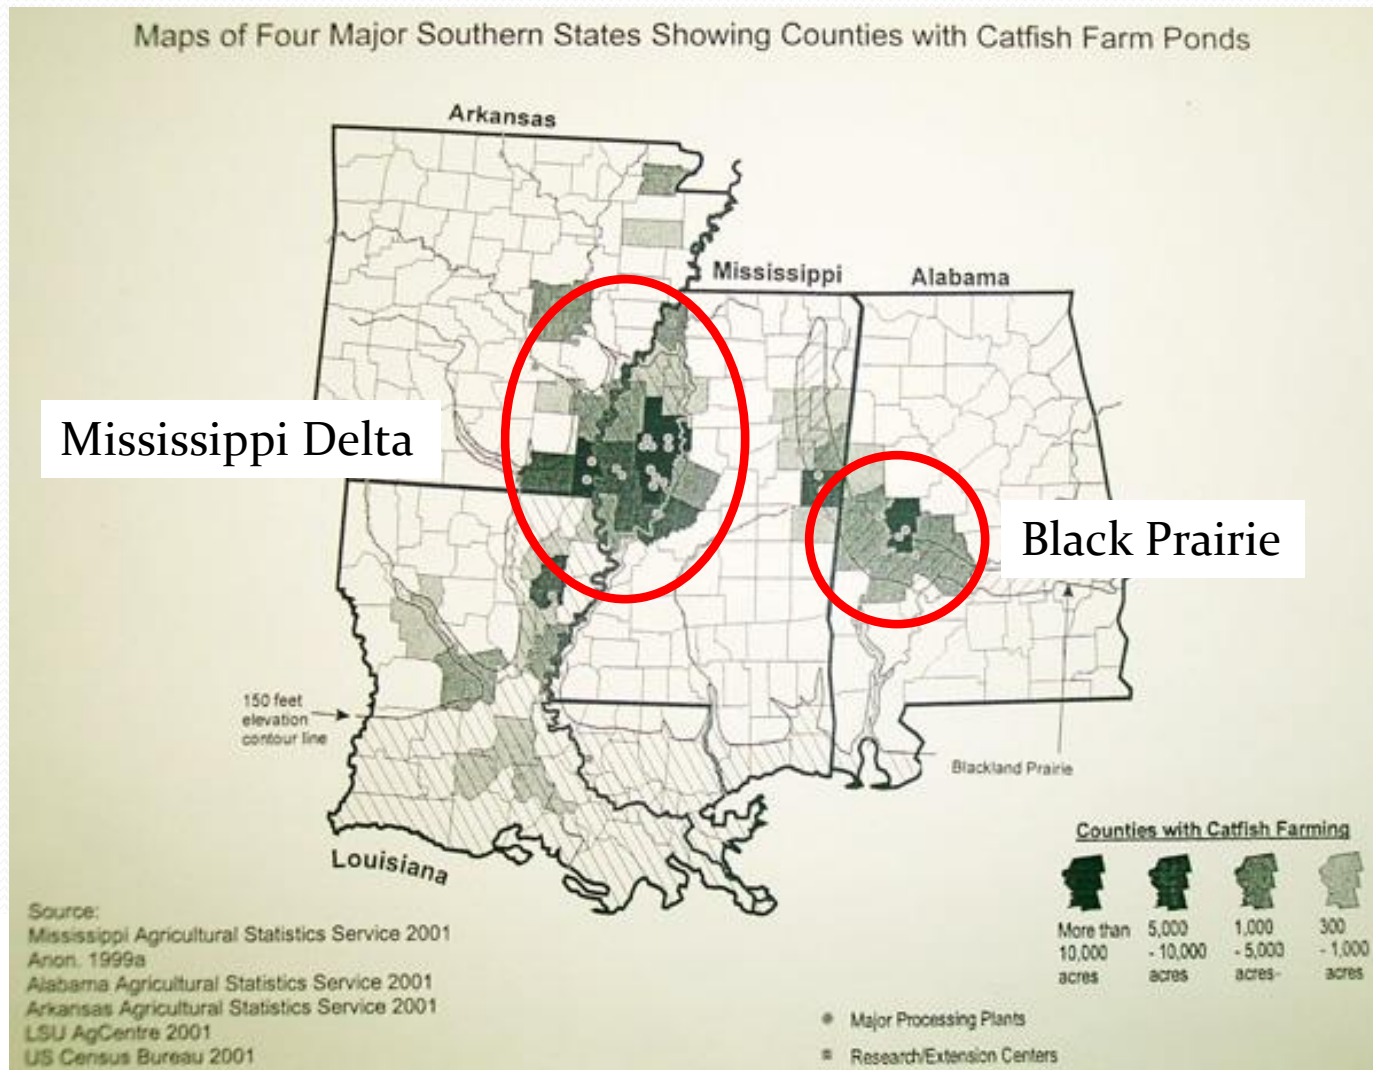 Maps of Four Major Southern States Showing Counties with Catfish Farm Ponds
Arkansas
Mississippi
Alabama
Mississippi Delta
Black Prairie
150 feet
elevation
contour line
Blackland Prairie
Louisiana
Counties with Catfish Farming
More than
10,000
acres
5,000
- 10,000
acres
1,000
- 5,000
acres-
300
- 1,000
acres
Source:
Mississippi Agricultural Statistics Service 2001
Anon. 1999a
Alabama Agricultural Statistics Service 2001
Arkansas Agricultural Statistics Service 2001
LSU AgCentre 2001
US Census Bureau 2001
Major Processing Plants
Research/Extension Centers